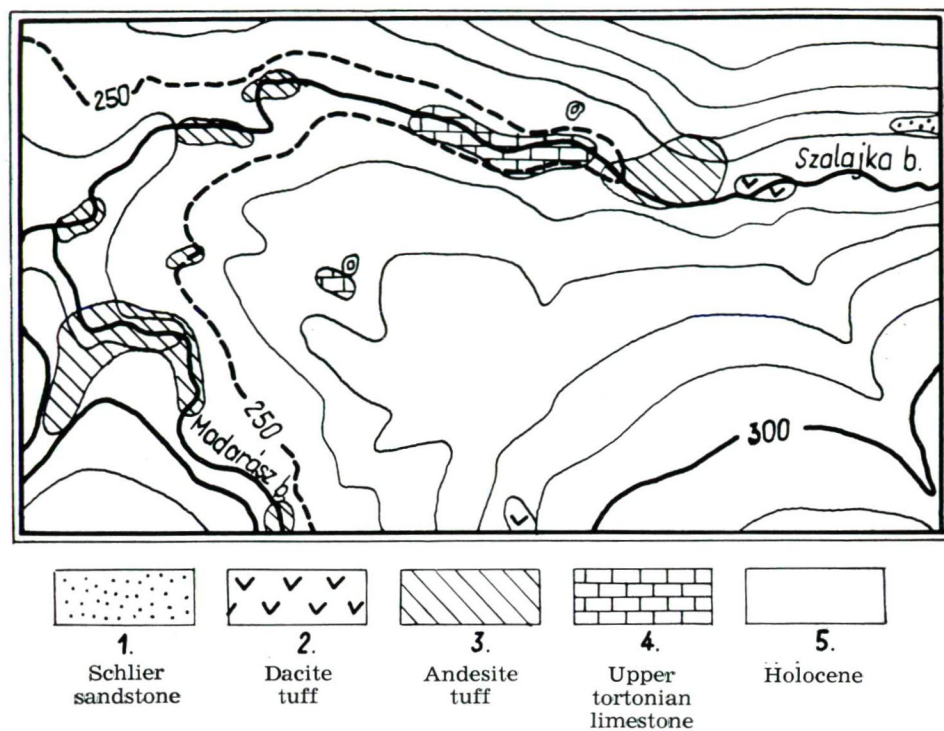 250
Szalajka b.
250
Madarász b.
300
1.
2.
3.
4.
5.
Schlier
sandstone
Dacite
tuff
Andesite
tuff
Upper
tortonian
limestone
Holocene